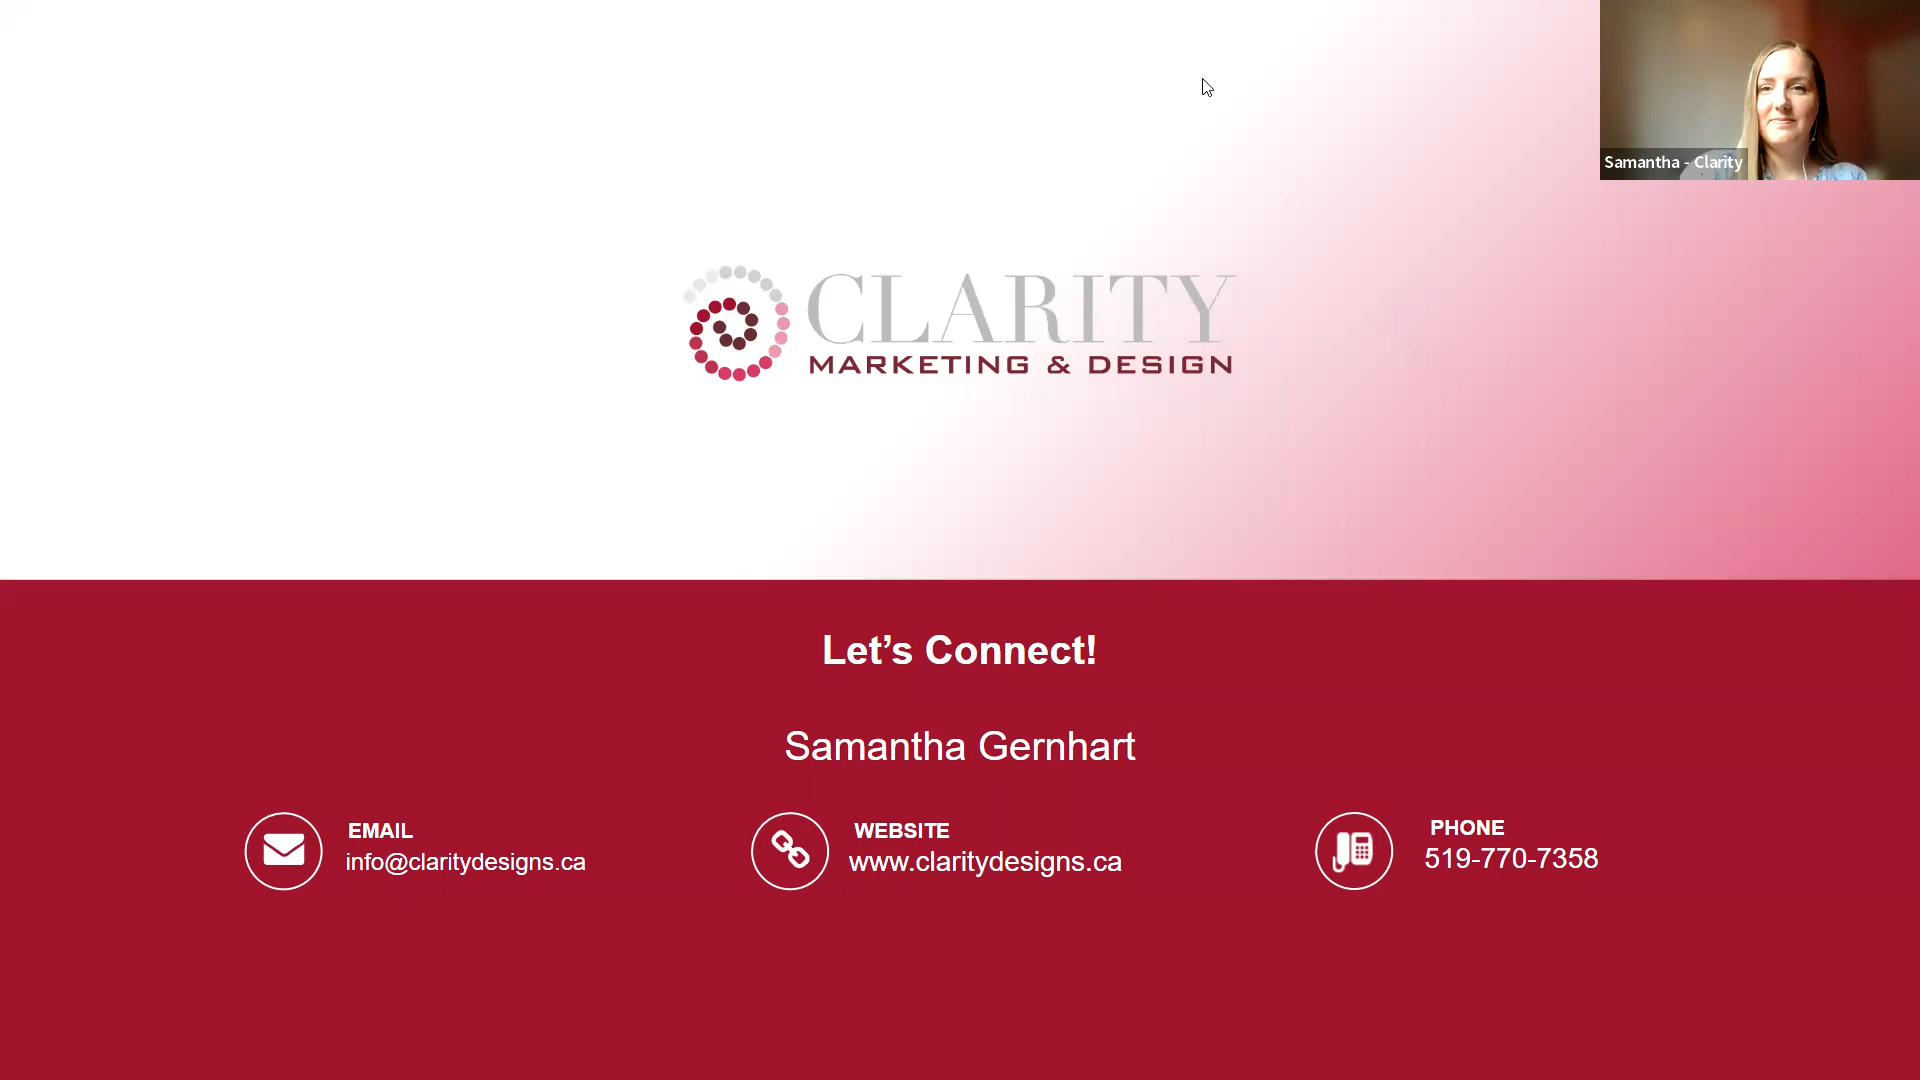 Samantha - Clarity
CLARITY
MARKETING & DESIGN
Let’s Connect!
Samantha Gernhart
EMAIL
info@claritydesigns.ca
WEBSITE
www.claritydesigns.ca
PHONE
519-770-7358